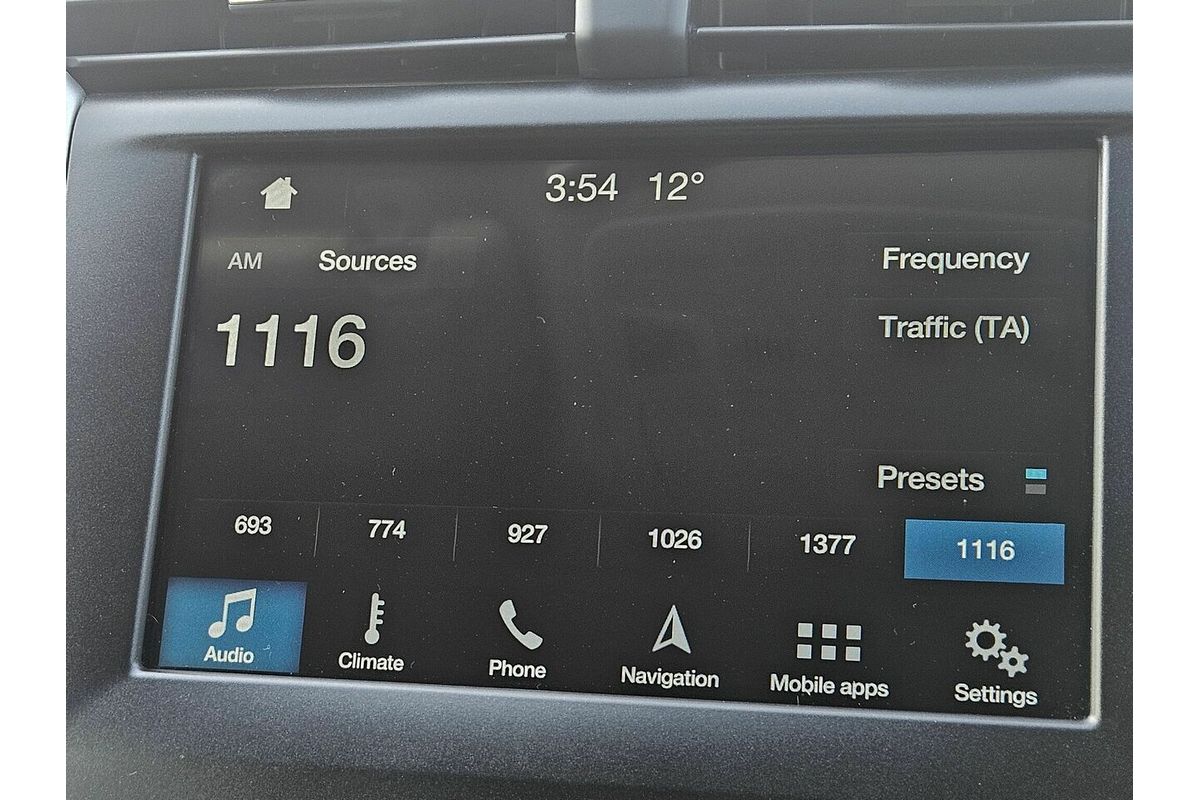 3:54 12°
AM Sources Frequency
1116
Traffic (TA)
Presets
693 774 927 1026 1377 1116
Audio Climate Phone Navigation Mobile apps Settings